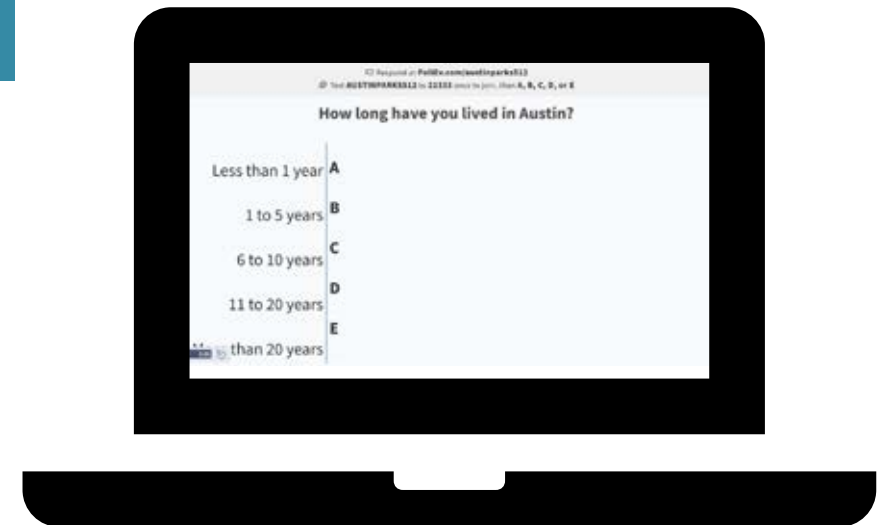 Respond at PollEv.com/austinparks512
Text AUSTINPARKS512 to 22333 once to join, then A, B, C, D, or E
How long have you lived in Austin?
Less than 1 year A
1 to 5 years B
6 to 10 years C
11 to 20 years D
than 20 years E